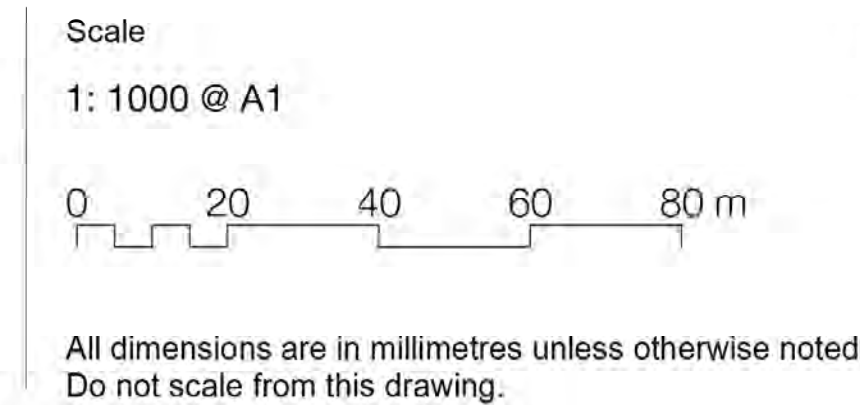 Scale
1: 1000 @ A1
0 20 40 60 80 m
All dimensions are in millimetres unless otherwise noted
Do not scale from this drawing.